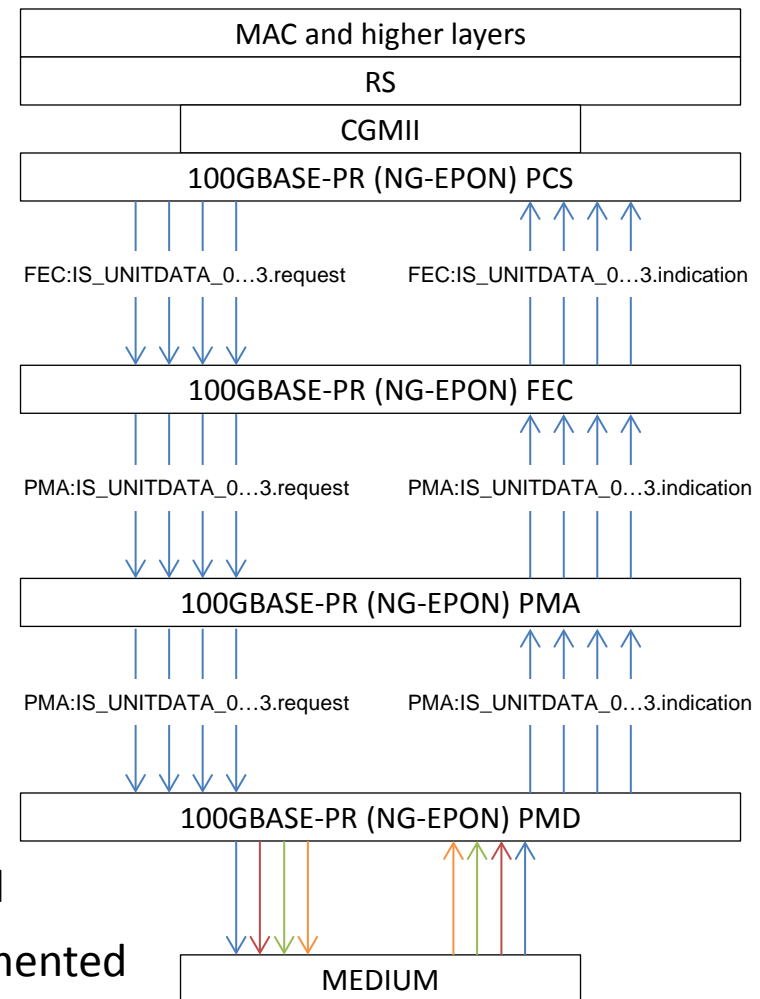 MAC and higher layers
RS
CGMII
100GBASE-PR (NG-EPON) PCS
FEC:IS_UNITDATA_0…3.request FEC:IS_UNITDATA_0…3.indication
100GBASE-PR (NG-EPON) FEC
PMA:IS_UNITDATA_0…3.request PMA:IS_UNITDATA_0…3.indication
100GBASE-PR (NG-EPON) PMA
PMA:IS_UNITDATA_0…3.request PMA:IS_UNITDATA_0…3.indication
100GBASE-PR (NG-EPON) PMD
MEDIUM